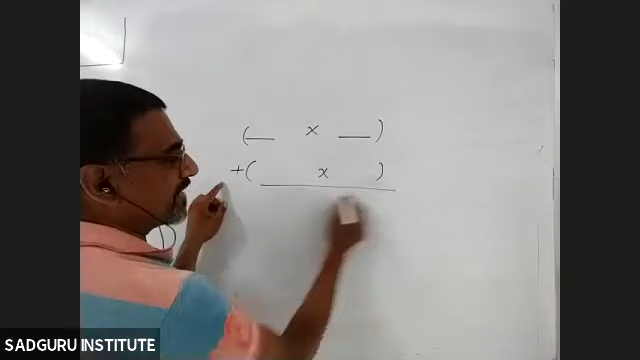 (__ x __)
+( x )
SADGURU INSTITUTE